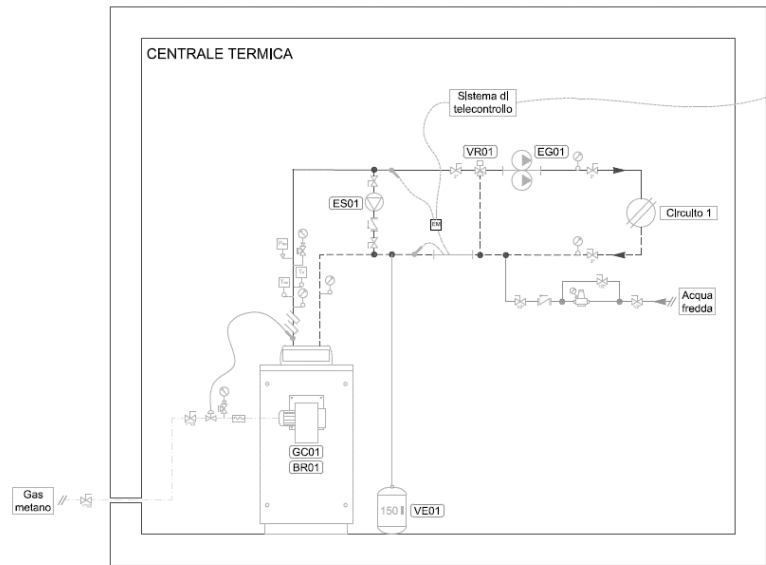 CENTRALE TERMICA
Sistema di
telecontrollo
VR01
EG01
ES01
EM
Circuito 1
Acqua
fredda
GC01
BR01
Gas
metano
150 l
VE01